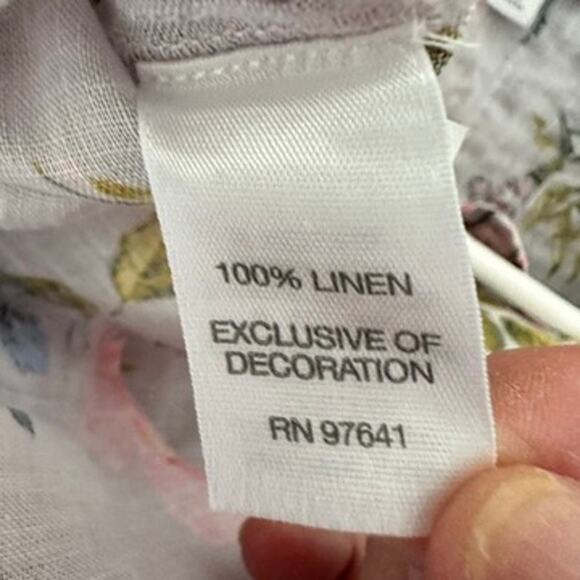 100% LINEN
EXCLUSIVE OF
DECORATION
RN 97641